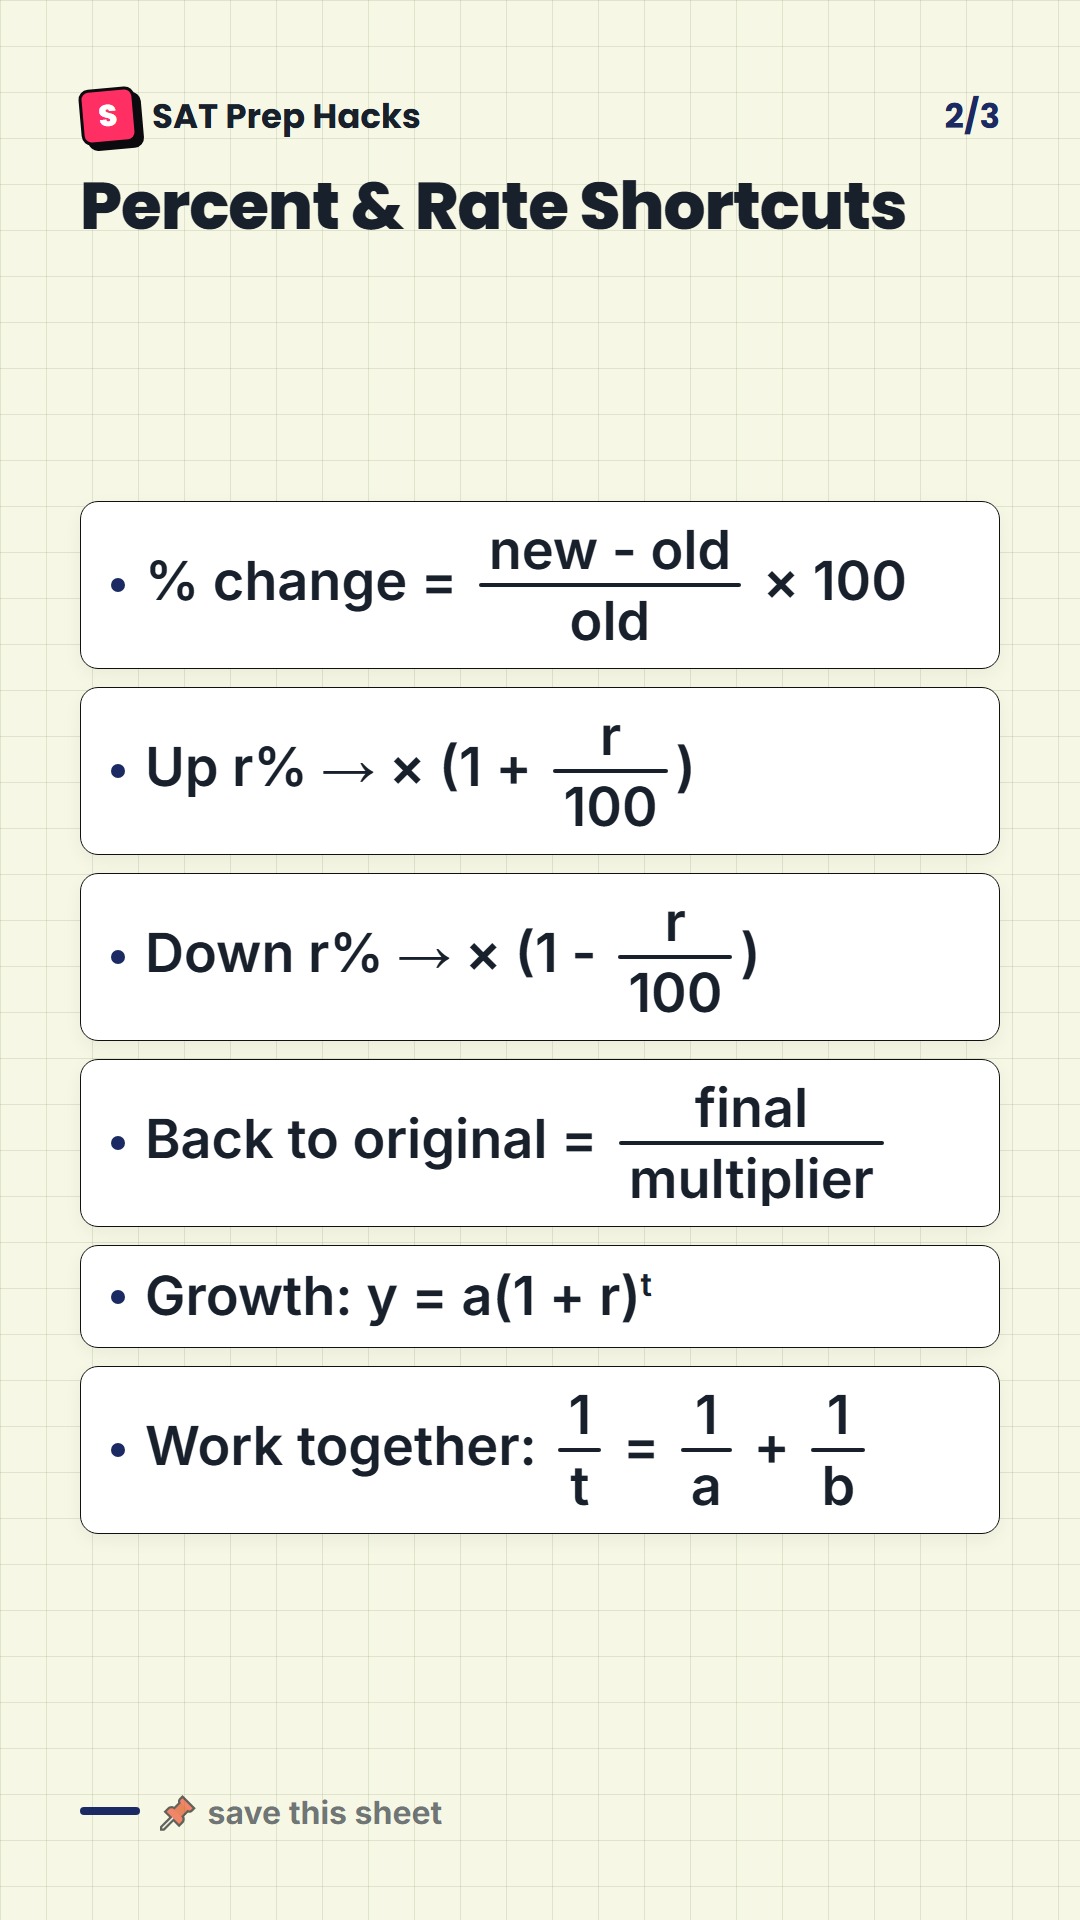 S SAT Prep Hacks 2/3
Percent & Rate Shortcuts
• % change = (new - old)/old × 100
• Up r% → × (1 + r/100)
• Down r% → × (1 - r/100)
• Back to original = final/multiplier
• Growth: y = a(1 + r)ᵗ
• Work together: 1/t = 1/a + 1/b
📌 save this sheet